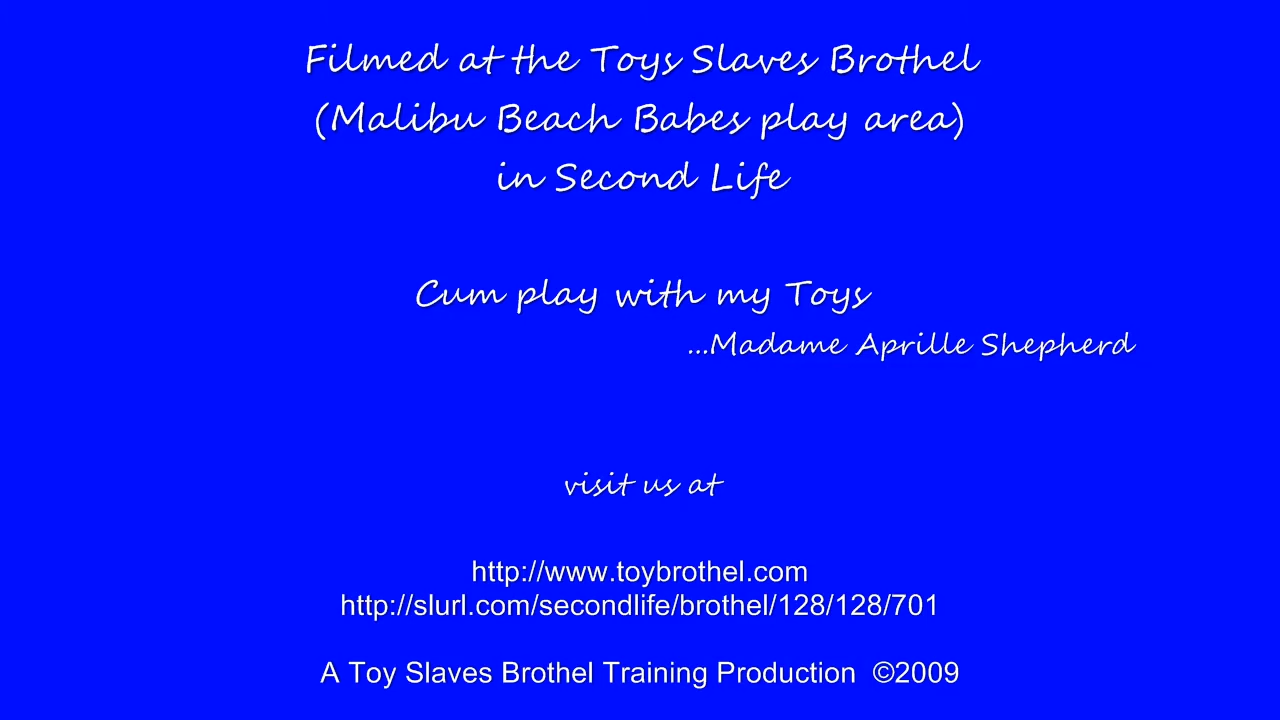 Filmed at the Toys Slaves Brothel
(Malibu Beach Babes play area)
in Second Life
Cum play with my Toys
...Madame Aprille Shepherd
visit us at
http://www.toybrothel.com
http://slurl.com/secondlife/brothel/128/128/701
A Toy Slaves Brothel Training Production  ©2009